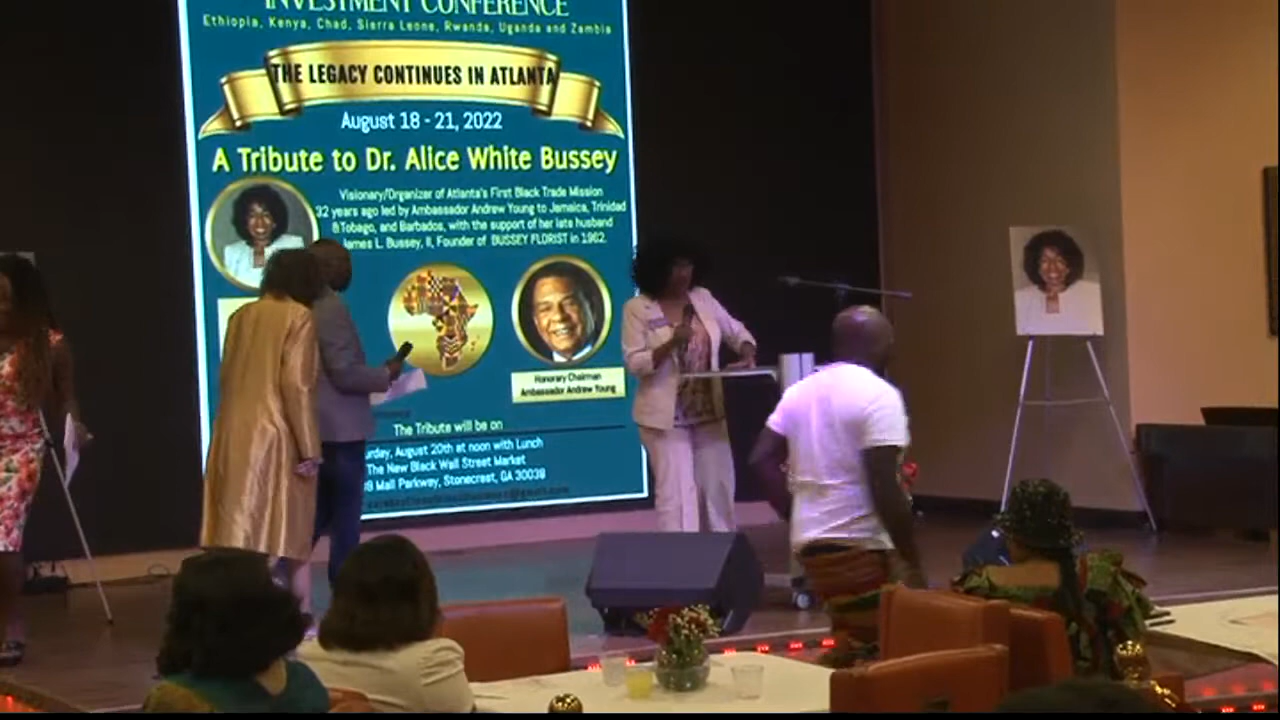 INVESTMENT CONFERENCE
Ethiopia, Kenya, Chad, Sierra Leone, Rwanda, Uganda and Zambia
THE LEGACY CONTINUES IN ATLANTA
August 18 - 21, 2022
A Tribute to Dr. Alice White Bussey
Visionary/Organizer of Atlanta's First Black Trade Mission
32 years ago led by Ambassador Andrew Young to Jamaica, Trinidad
&Tobago, and Barbados, with the support of her late husband
James L. Bussey, II, Founder of BUSSEY FLORIST in 1962.
Honorary Chairman
Ambassador Andrew Young
The Tribute will be on
urday, August 20th at noon with Lunch
The New Black Wall Street Market
Mall Parkway, Stonecrest, GA 30038